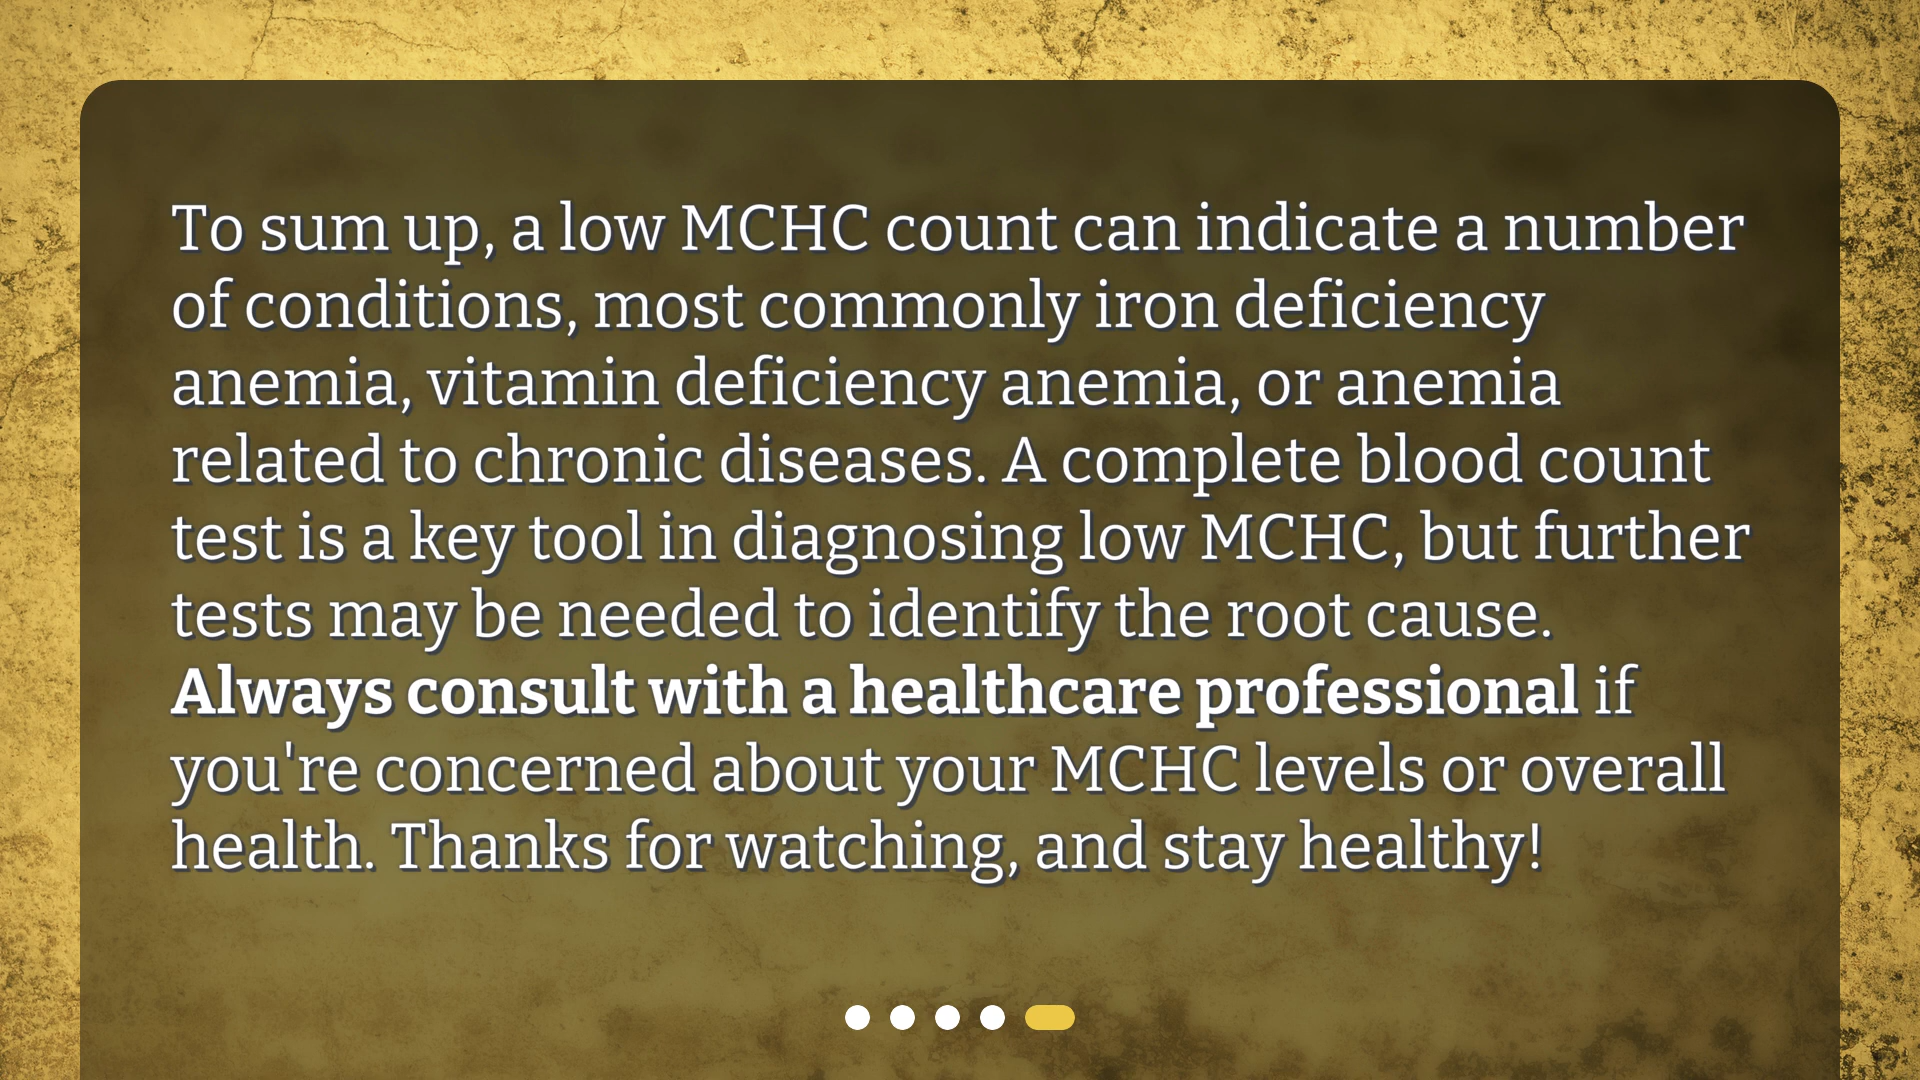 To sum up, a low MCHC count can indicate a number
of conditions, most commonly iron deficiency
anemia, vitamin deficiency anemia, or anemia
related to chronic diseases. A complete blood count
test is a key tool in diagnosing low MCHC, but further
tests may be needed to identify the root cause.
Always consult with a healthcare professional if
you're concerned about your MCHC levels or overall
health. Thanks for watching, and stay healthy!